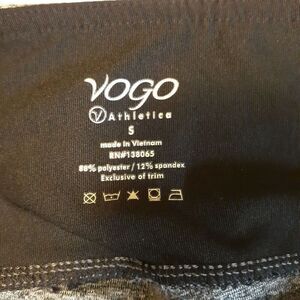 VOGO
Athletica
S
made in Vietnam
RN#138065
88% polyester / 12% spandex
Exclusive of trim